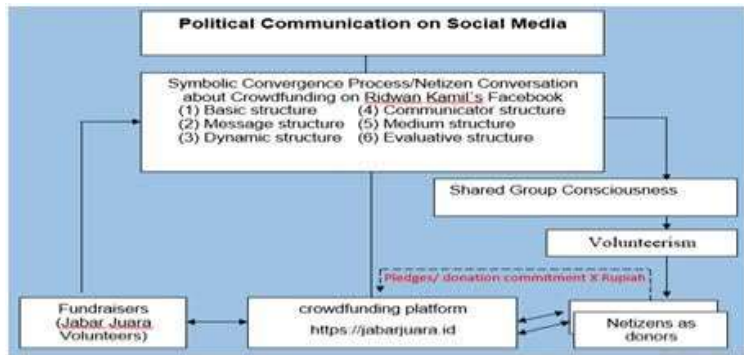 Political Communication on Social Media
Symbolic Convergence Process/Netizen Conversation
about Crowdfunding on Ridwan Kamil's Facebook
(1) Basic structure (4) Communicator structure
(2) Message structure (5) Medium structure
(3) Dynamic structure (6) Evaluative structure
Shared Group Consciousness
Volunteerism
Pledges/ donation commitment X Rupiah
Fundraisers
(Jabar Juara
Volunteers)
crowdfunding platform
https://jabarjuara.id
Netizens as
donors